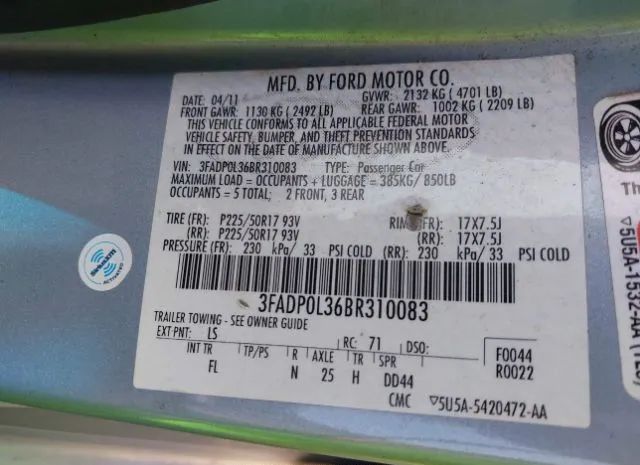 MFD. BY FORD MOTOR CO.
DATE: 04/11 GVWR: 2132 KG ( 4701 LB)
FRONT GAWR: 1130 KG ( 2492 LB) REAR GAWR: 1002 KG ( 2209 LB)
THIS VEHICLE CONFORMS TO ALL APPLICABLE FEDERAL MOTOR
VEHICLE SAFETY, BUMPER, AND THEFT PREVENTION STANDARDS
IN EFFECT ON THE DATE OF MANUFACTURE SHOWN ABOVE.
VIN: 3FADP0L36BR310083 TYPE: Passenger Car
MAXIMUM LOAD = OCCUPANTS + LUGGAGE = 385KG/ 850LB
OCCUPANTS = 5 TOTAL; 2 FRONT, 3 REAR
TIRE (FR): P225/50R17 93V RIM (FR): 17X7.5J
(RR): P225/50R17 93V (RR): 17X7.5J
PRESSURE (FR): 230 kPa/ 33 PSI COLD (RR): 230 kPa/ 33 PSI COLD
3FADP0L36BR310083
TRAILER TOWING - SEE OWNER GUIDE
EXT PNT: LS RC: 71 DSO: F0044
INT TR TP/PS R AXLE TR SPR R0022
FL N 25 H DD44
CMC ▽5U5A-5420472-AA
siriusxm
ACTIVATED
Th
▽5U5A-1532-AA